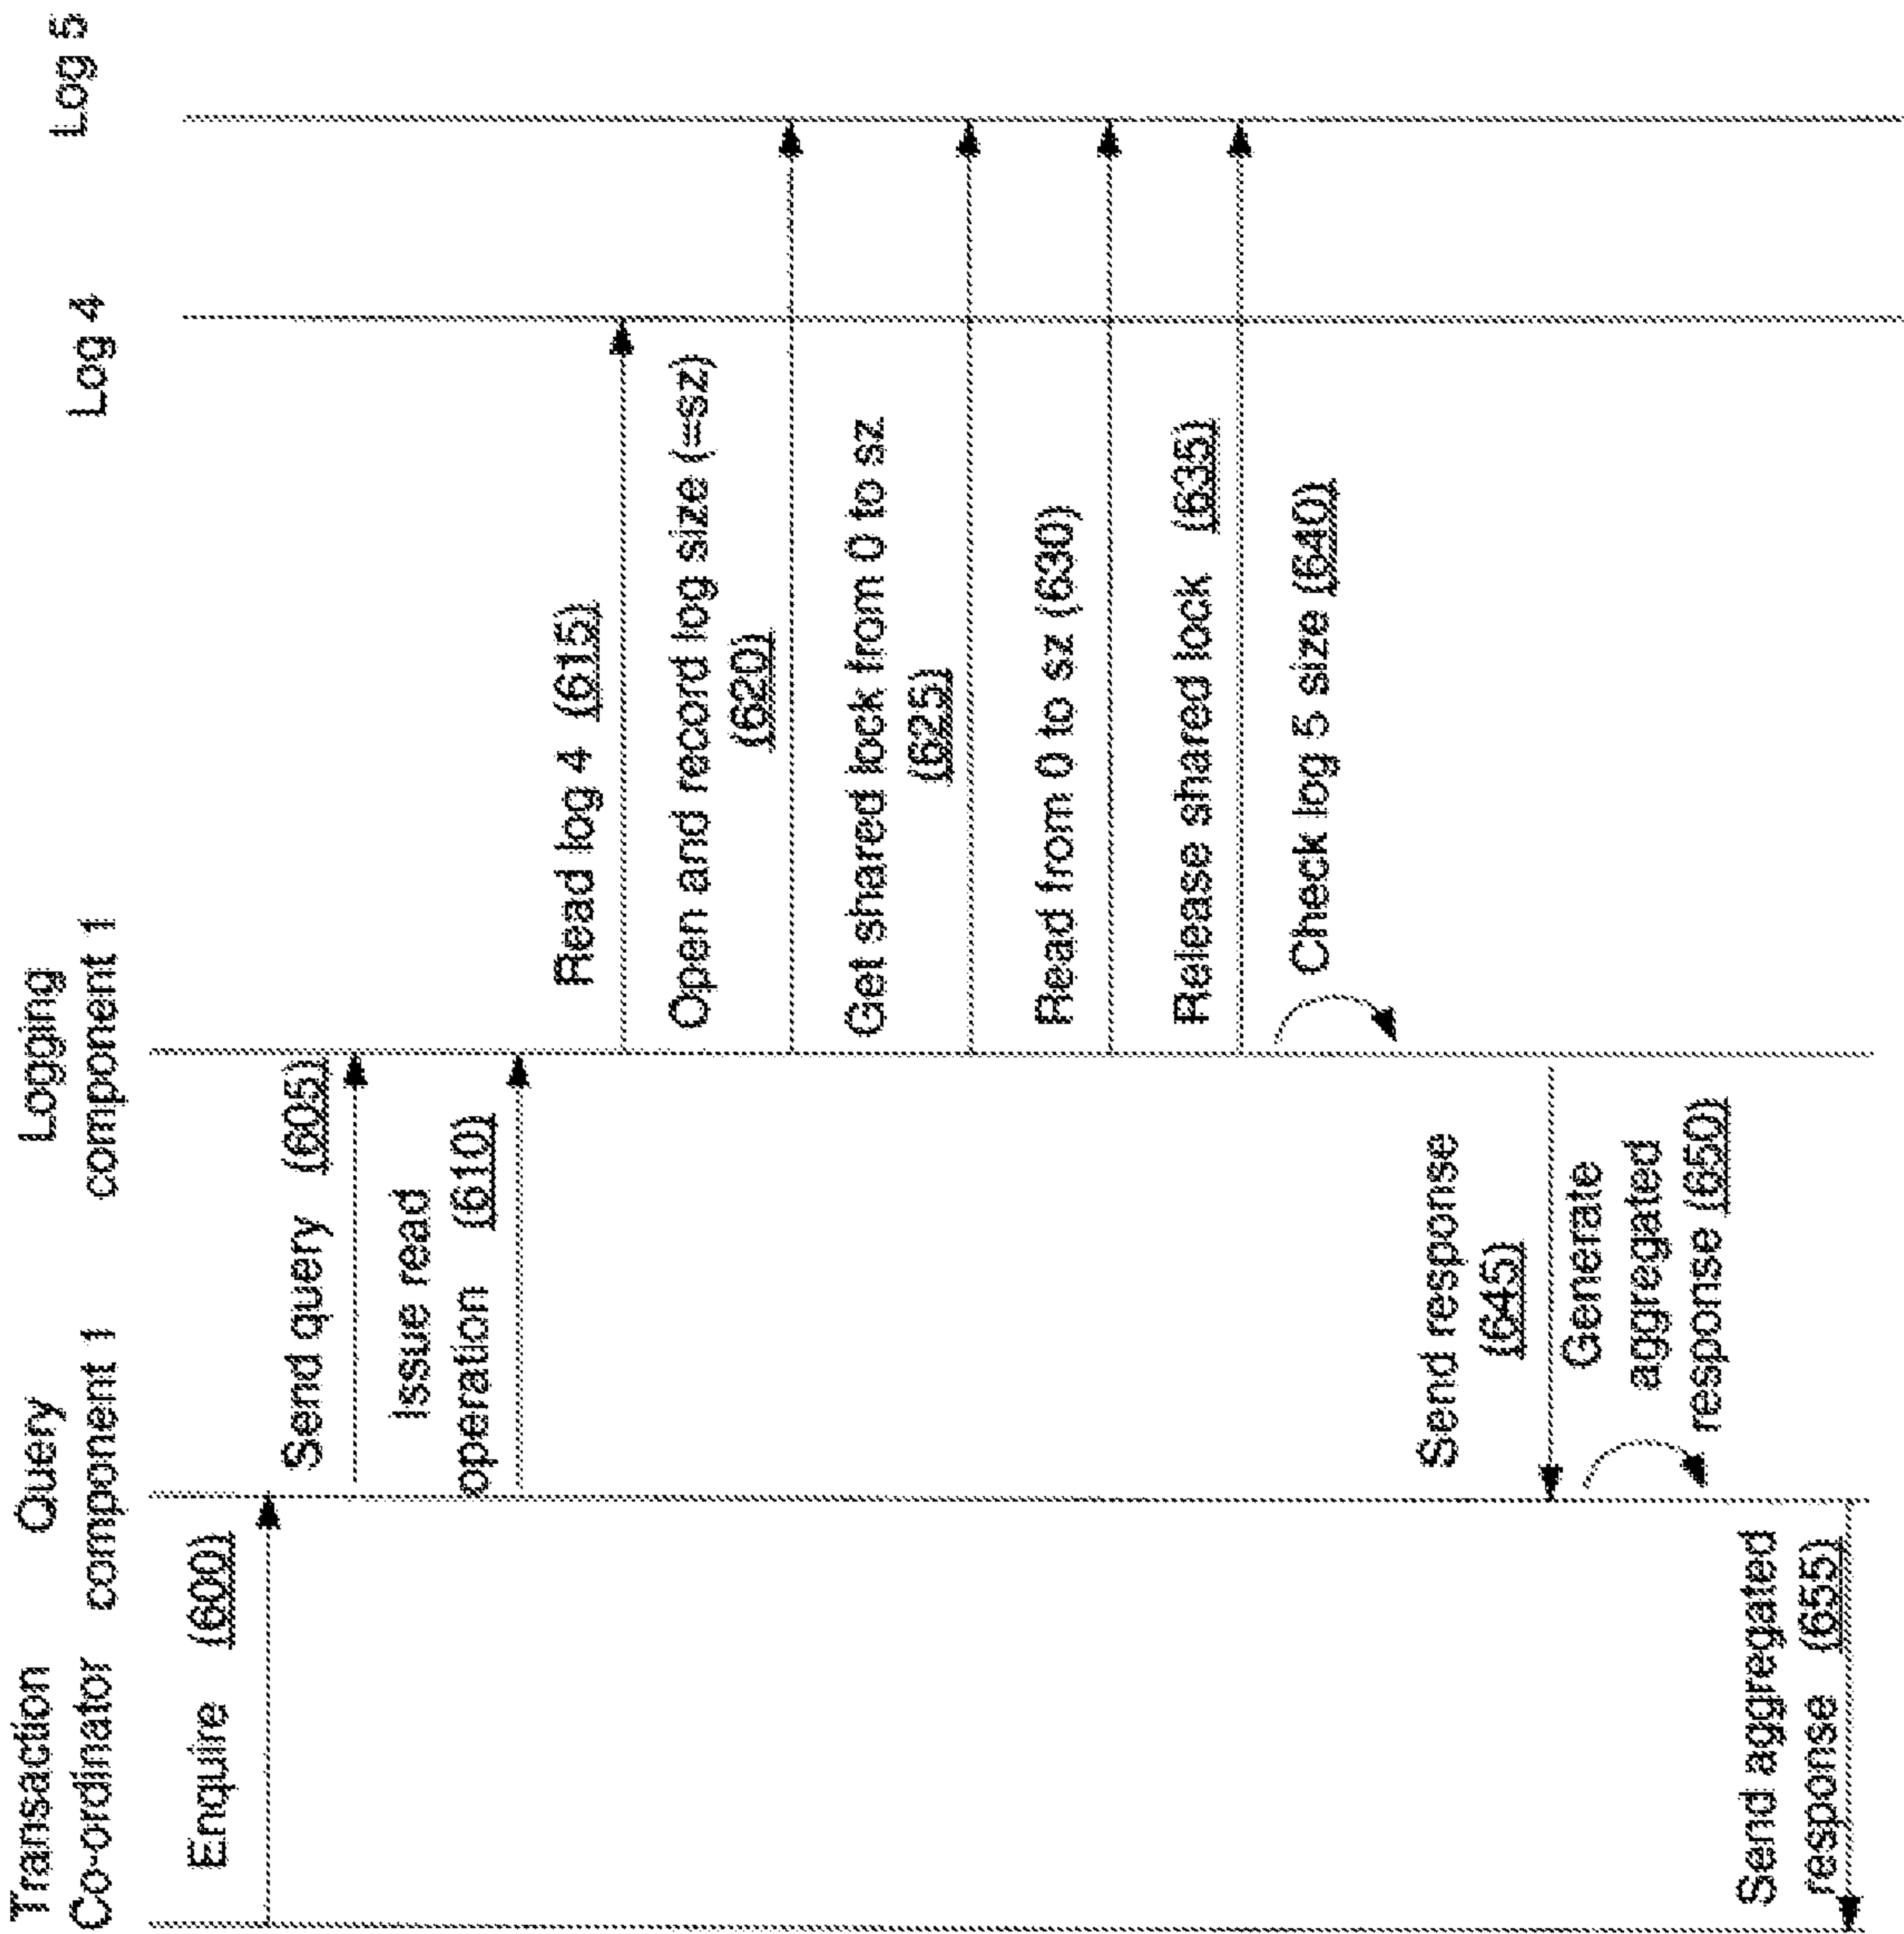 Transaction
Co-ordinator
Query
component 1
Logging
component 1
Log 4
Log 5
Enquire (600)
Send query (605)
Issue read
operation (610)
Read log 4 (615)
Open and record log size (=sz)
(620)
Get shared lock from 0 to sz
(625)
Read from 0 to sz (630)
Release shared lock (635)
Check log 5 size (640)
Send response
(645)
Generate
aggregated
response (650)
Send aggregated
response (655)